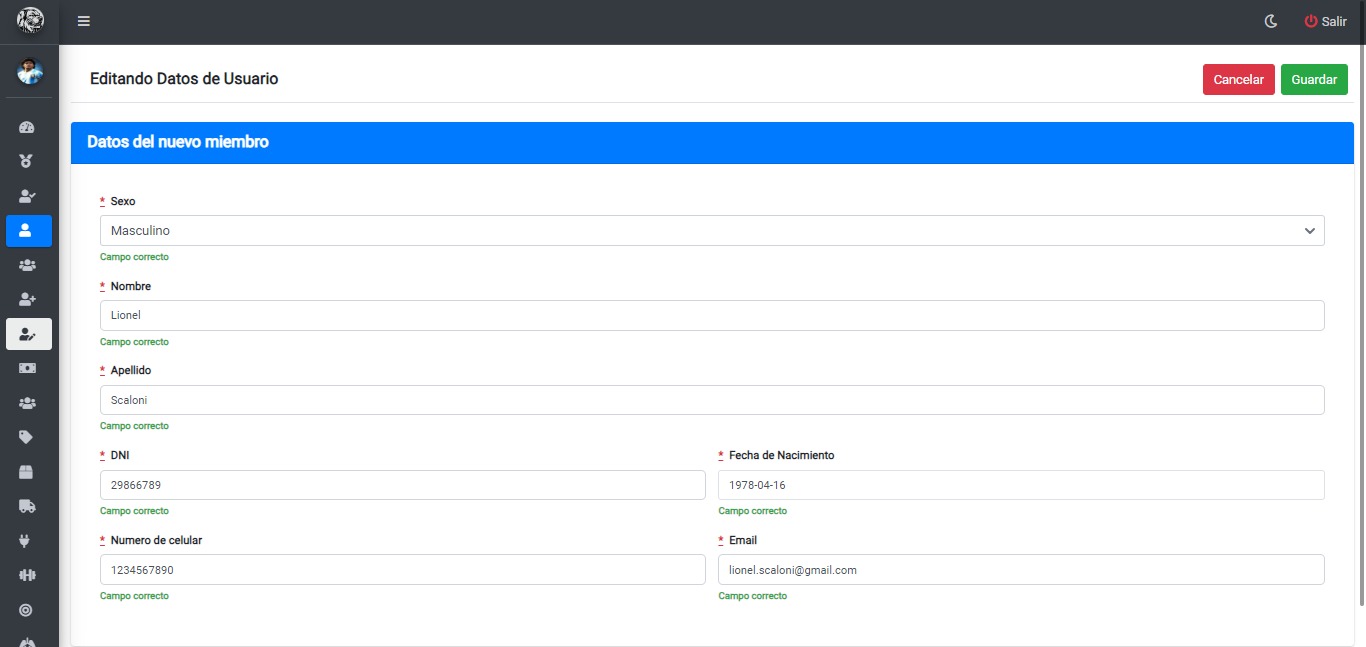 Salir
Editando Datos de Usuario
Cancelar Guardar
Datos del nuevo miembro
* Sexo
Masculino
Campo correcto
* Nombre
Lionel
Campo correcto
* Apellido
Scaloni
Campo correcto
* DNI * Fecha de Nacimiento
29866789 1978-04-16
Campo correcto Campo correcto
* Numero de celular * Email
1234567890 lionel.scaloni@gmail.com
Campo correcto Campo correcto